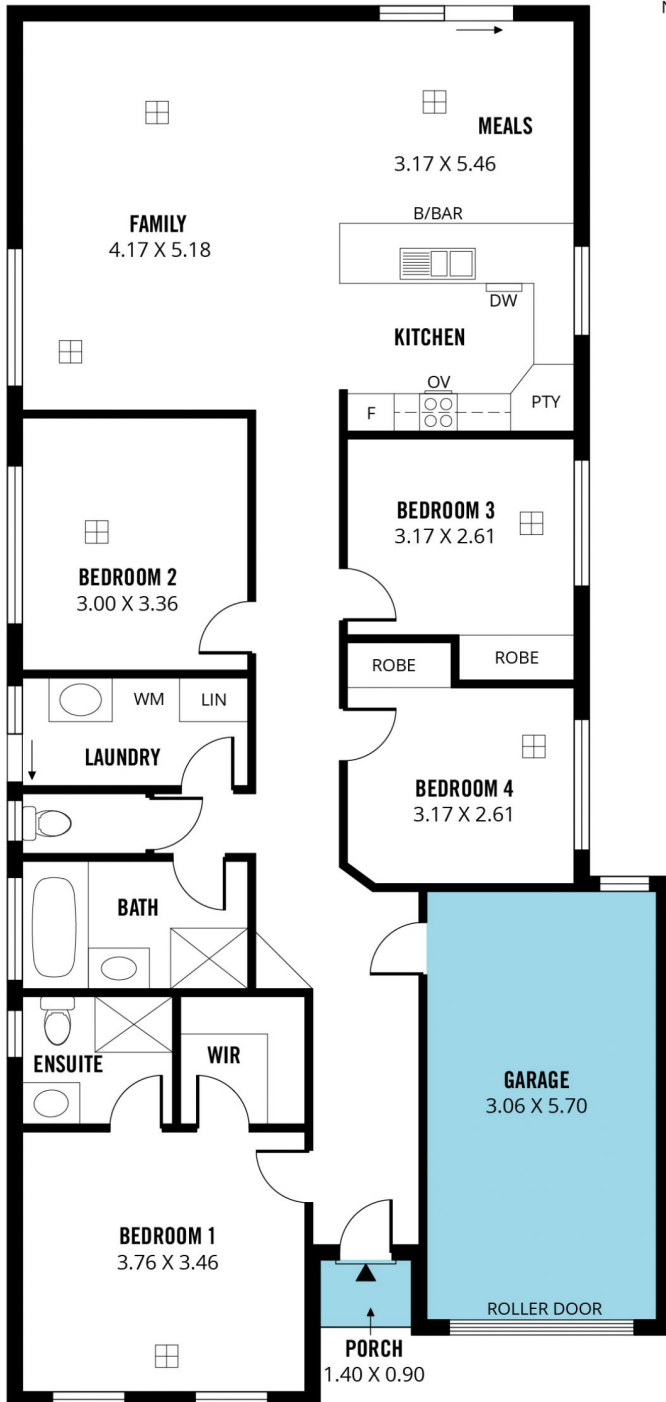 N
MEALS
3.17 X 5.46
FAMILY
4.17 X 5.18
B/BAR
DW
KITCHEN
OV
F
PTY
BEDROOM 3
3.17 X 2.61
BEDROOM 2
3.00 X 3.36
ROBE
ROBE
WM
LIN
LAUNDRY
BEDROOM 4
3.17 X 2.61
BATH
ENSUITE
WIR
GARAGE
3.06 X 5.70
BEDROOM 1
3.76 X 3.46
ROLLER DOOR
PORCH
1.40 X 0.90